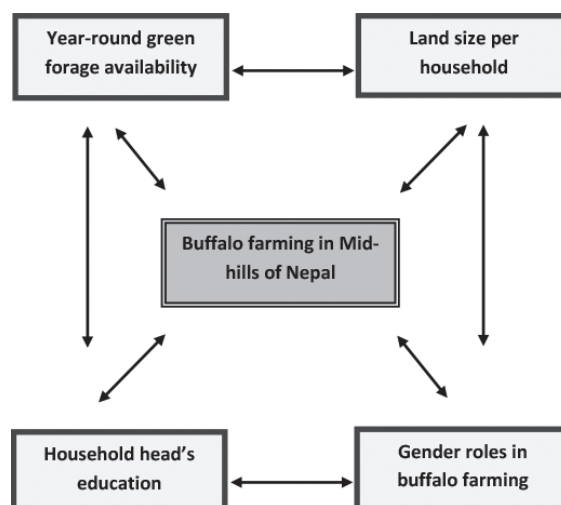 Year-round green
forage availability
Land size per
household
Buffalo farming in Mid-
hills of Nepal
Household head's
education
Gender roles in
buffalo farming